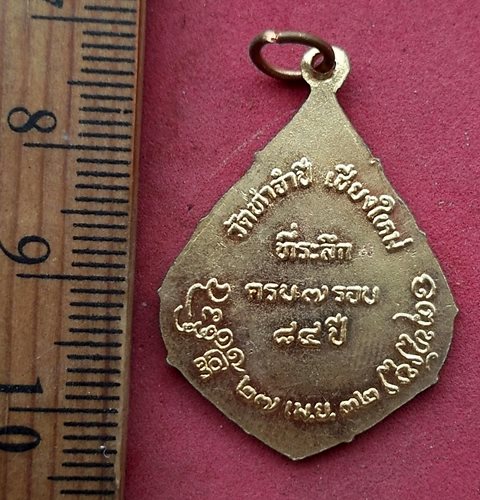 วัดท่าจำปี เชียงใหม่
ที่ระลึก
ครบ ๗ รอบ
๘๔ ปี
๒๗ เม.ย. ๓๒
7
8
9
10